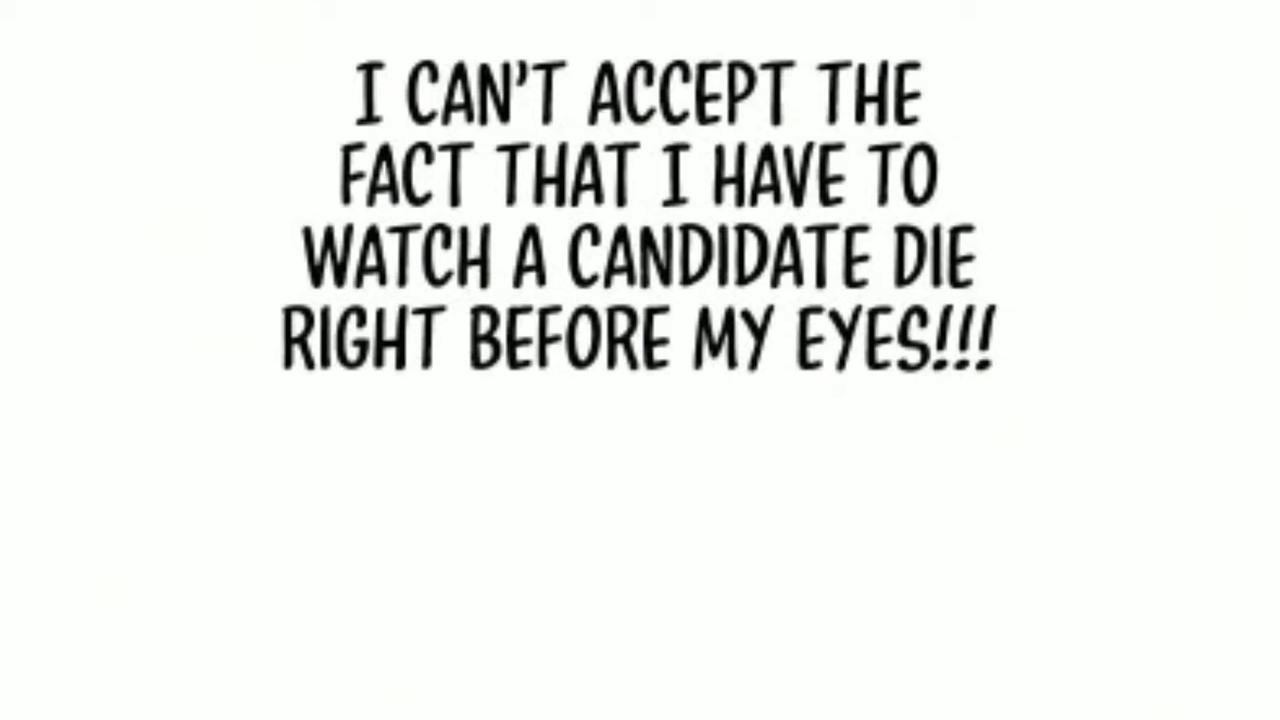 I CAN'T ACCEPT THE
FACT THAT I HAVE TO
WATCH A CANDIDATE DIE
RIGHT BEFORE MY EYES!!!